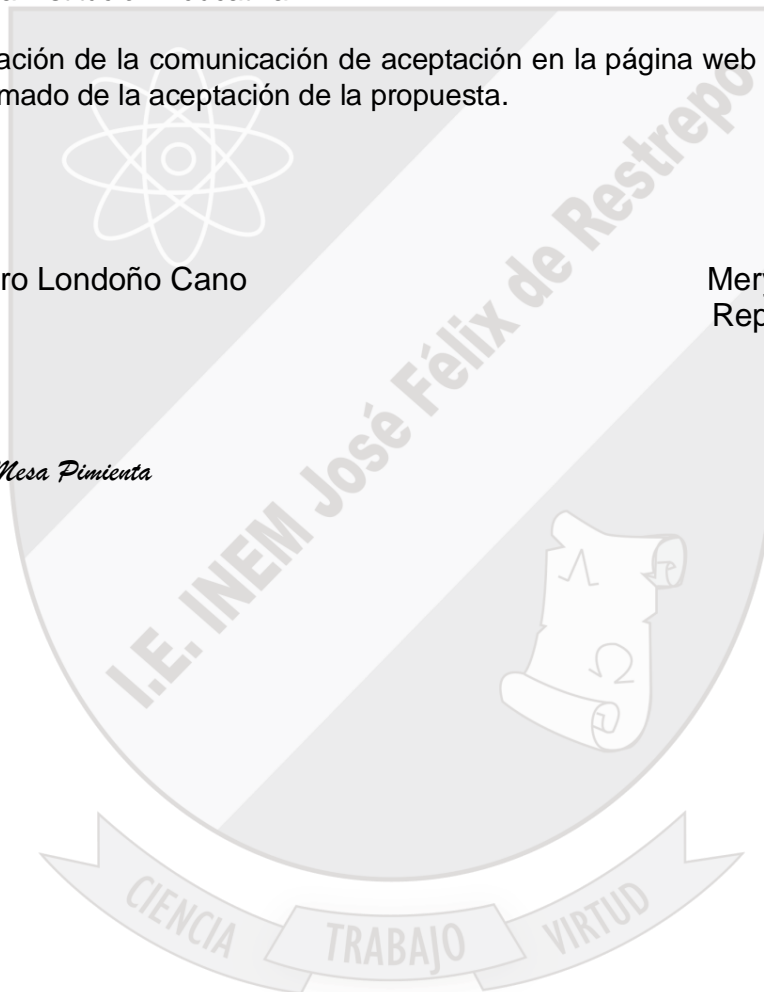 ación de la comunicación de aceptación en la página web
mado de la aceptación de la propuesta.
ro Londoño Cano
Mery
Rep
Mesa Pimienta
I.E. INEM José Félix de Restrepo
CIENCIA TRABAJO VIRTUD